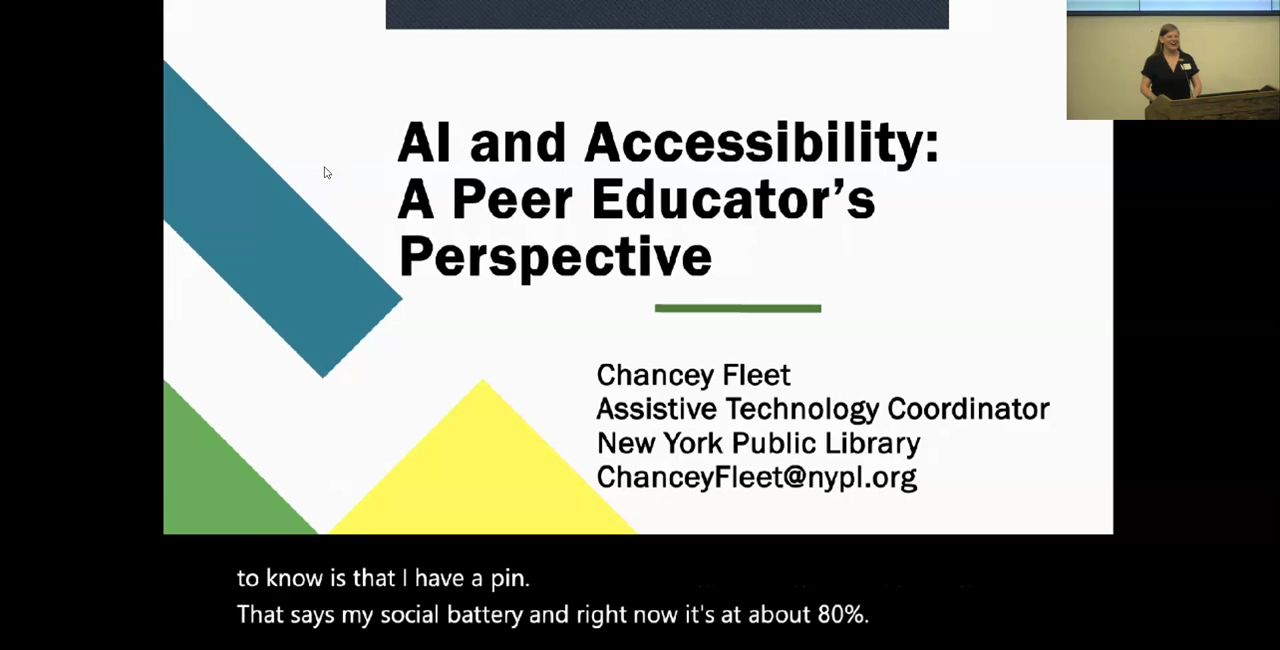 AI and Accessibility:
A Peer Educator's
Perspective
Chancey Fleet
Assistive Technology Coordinator
New York Public Library
ChanceyFleet@nypl.org
to know is that I have a pin.
That says my social battery and right now it's at about 80%.